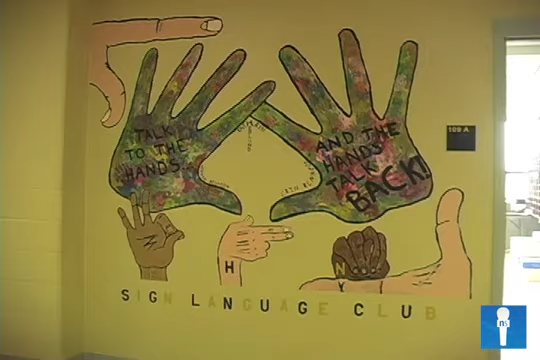 TALK
TO THE
HANDS
AND THE
HANDS
TALK
BACK!
109 A
H
N
Y
SIGN LANGUAGE CLUB